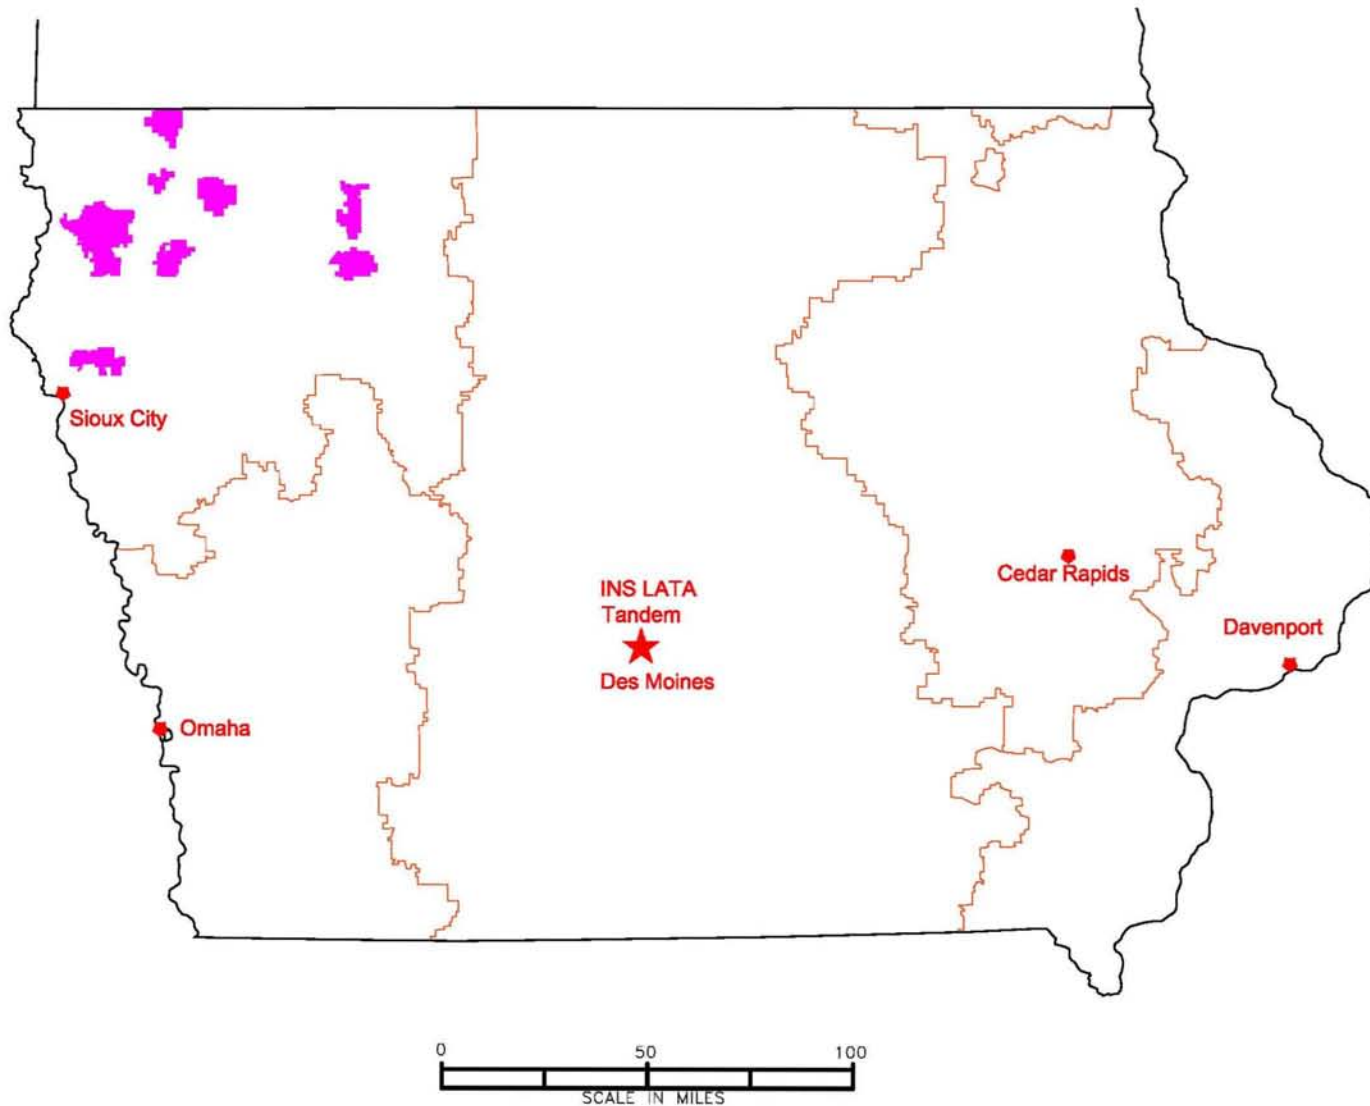 Sioux City
INS LATA
Tandem
Cedar Rapids
Davenport
Des Moines
Omaha
0 50 100
SCALE IN MILES